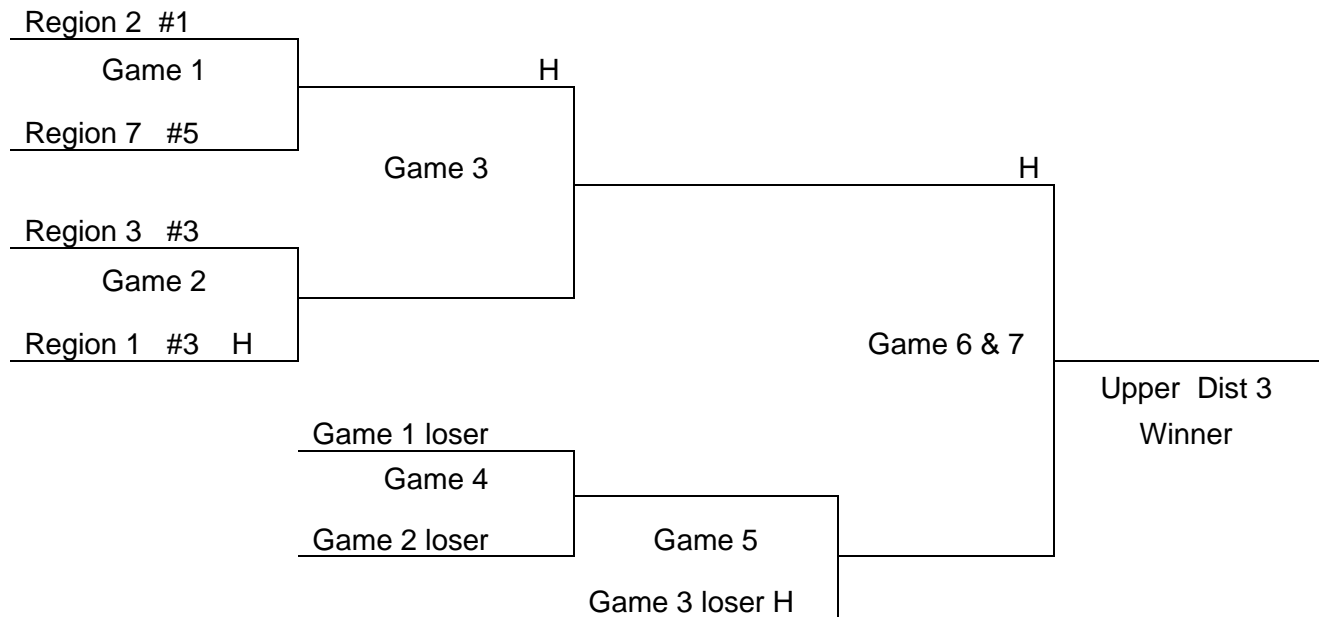 Region 2 #1
Game 1
H
Region 7 #5
Game 3
H
Region 3 #3
Game 2
Region 1 #3 H
Game 6 & 7
Upper Dist 3
Winner
Game 1 loser
Game 4
Game 2 loser
Game 5
Game 3 loser H